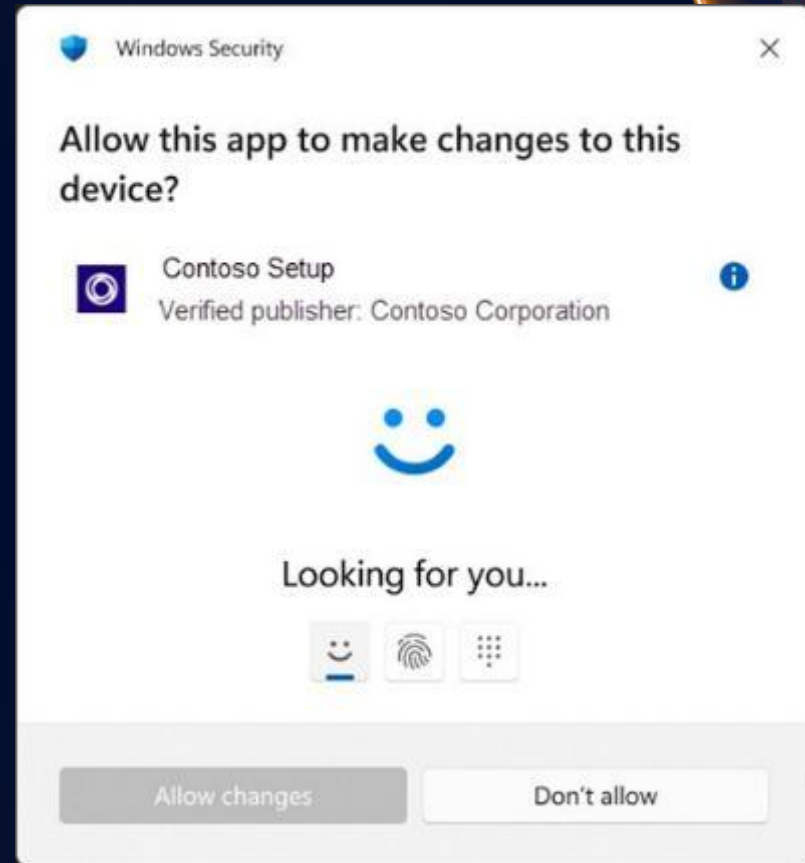 Windows Security
Allow this app to make changes to this
device?
Contoso Setup
Verified publisher: Contoso Corporation
Looking for you...
Allow changes
Don't allow